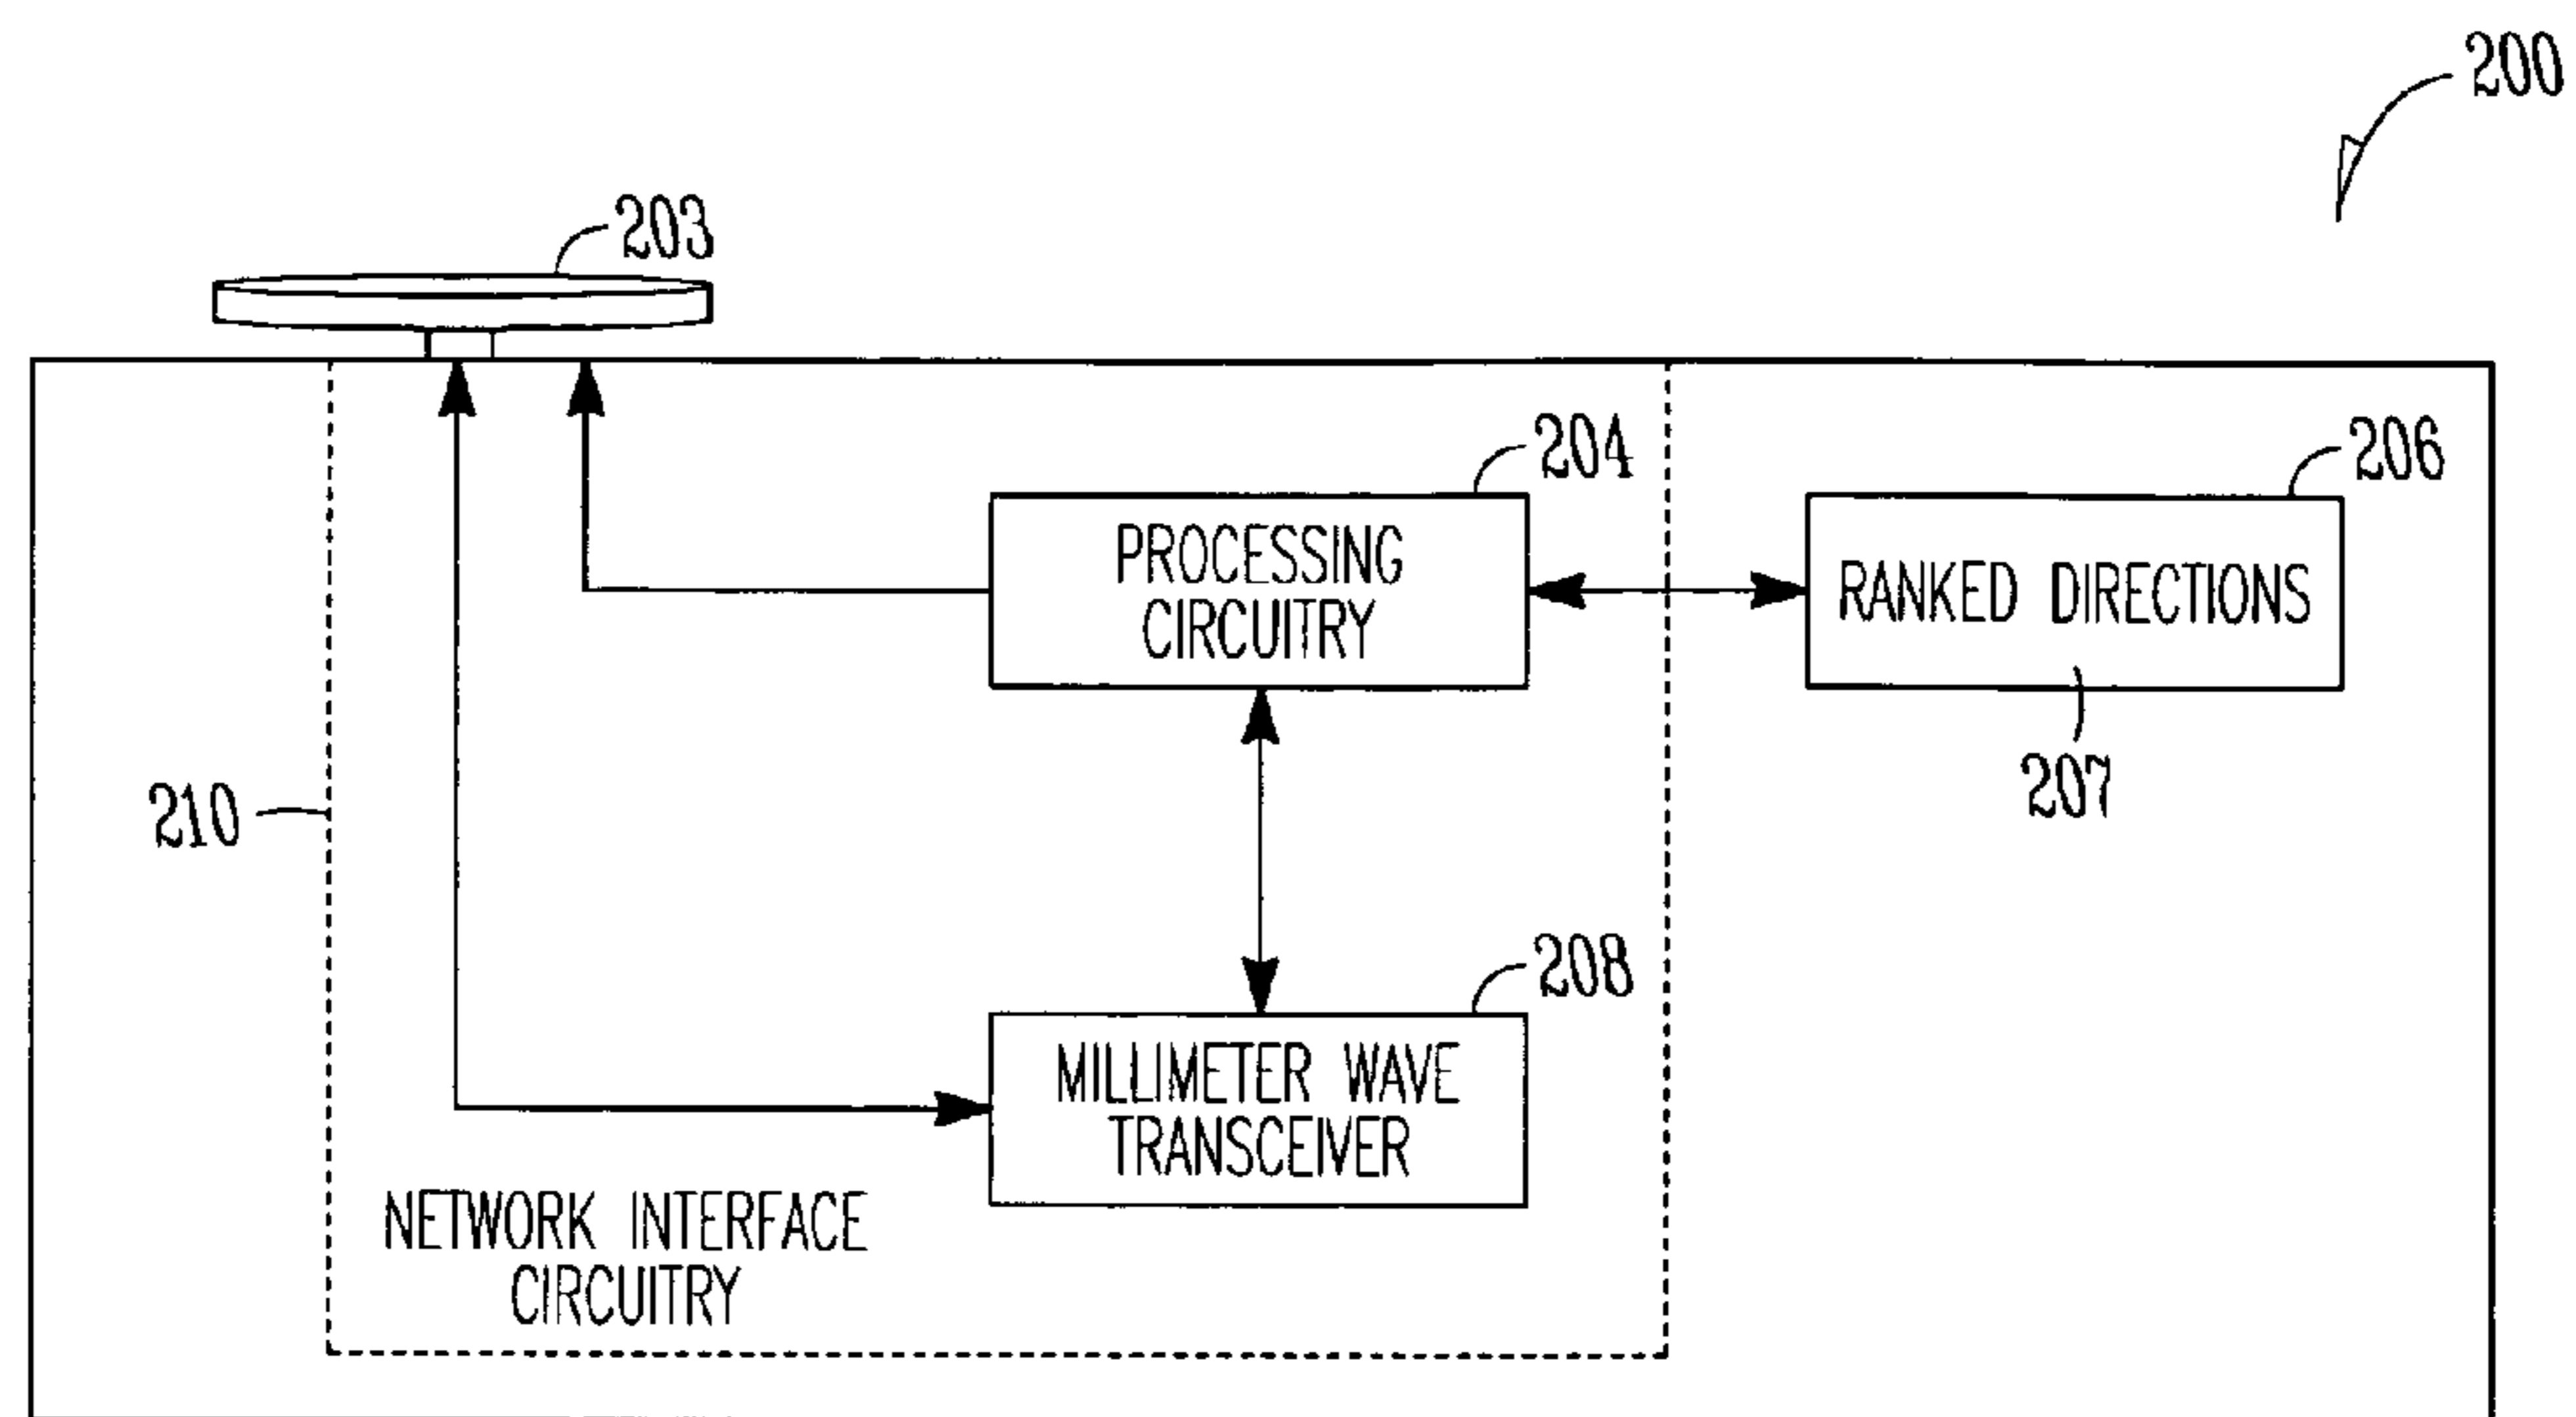 200
203
204
206
PROCESSING
CIRCUITRY
RANKED DIRECTIONS
207
210
208
MILLIMETER WAVE
TRANSCEIVER
NETWORK INTERFACE
CIRCUITRY